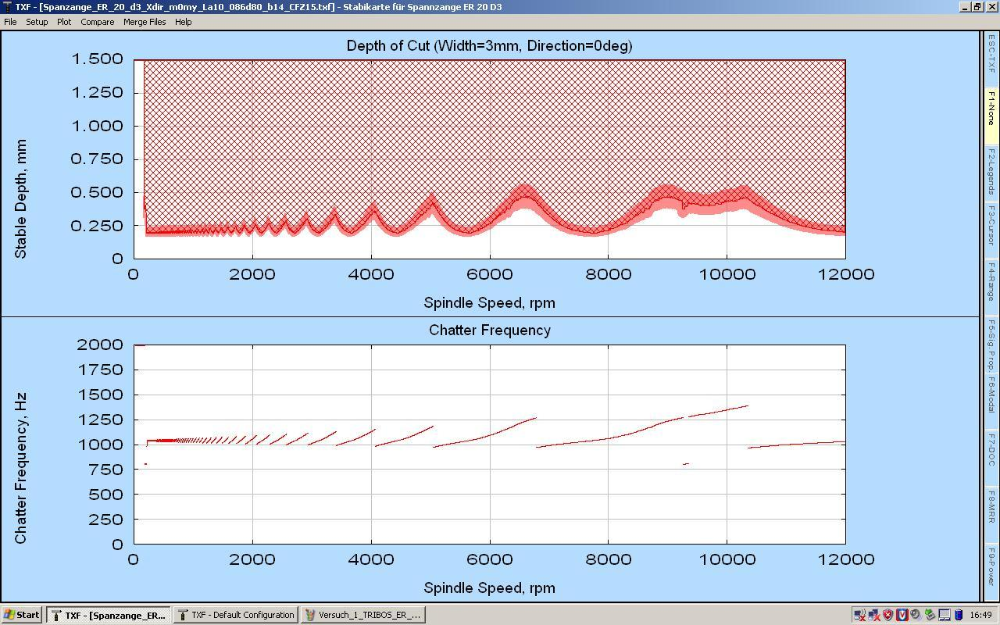 TXF - [Spanzange_ER_20_d3_Xdir_m0my_La10_086d80_b14_CFZ15.txf] - Stabikarte für Spannzange ER 20 D3
File Setup Plot Compare Merge Files Help
Depth of Cut (Width=3mm, Direction=0deg)
Stable Depth, mm
1.500
1.250
1.000
0.750
0.500
0.250
0
0 2000 4000 6000 8000 10000 12000
Spindle Speed, rpm
Chatter Frequency
Chatter Frequency, Hz
2000
1750
1500
1250
1000
750
500
250
0
0 2000 4000 6000 8000 10000 12000
Spindle Speed, rpm
ESC-TXF
F1-None
F2-Legends
F3-Cursor
F4-Range
F5-Sig. Prop.
F6-Modal
F7-DOC
F8-MRR
F9-Power
Start TXF - [Spanzange_ER... TXF - Default Configuration Versuch_1_TRIBOS_ER_... 16:49